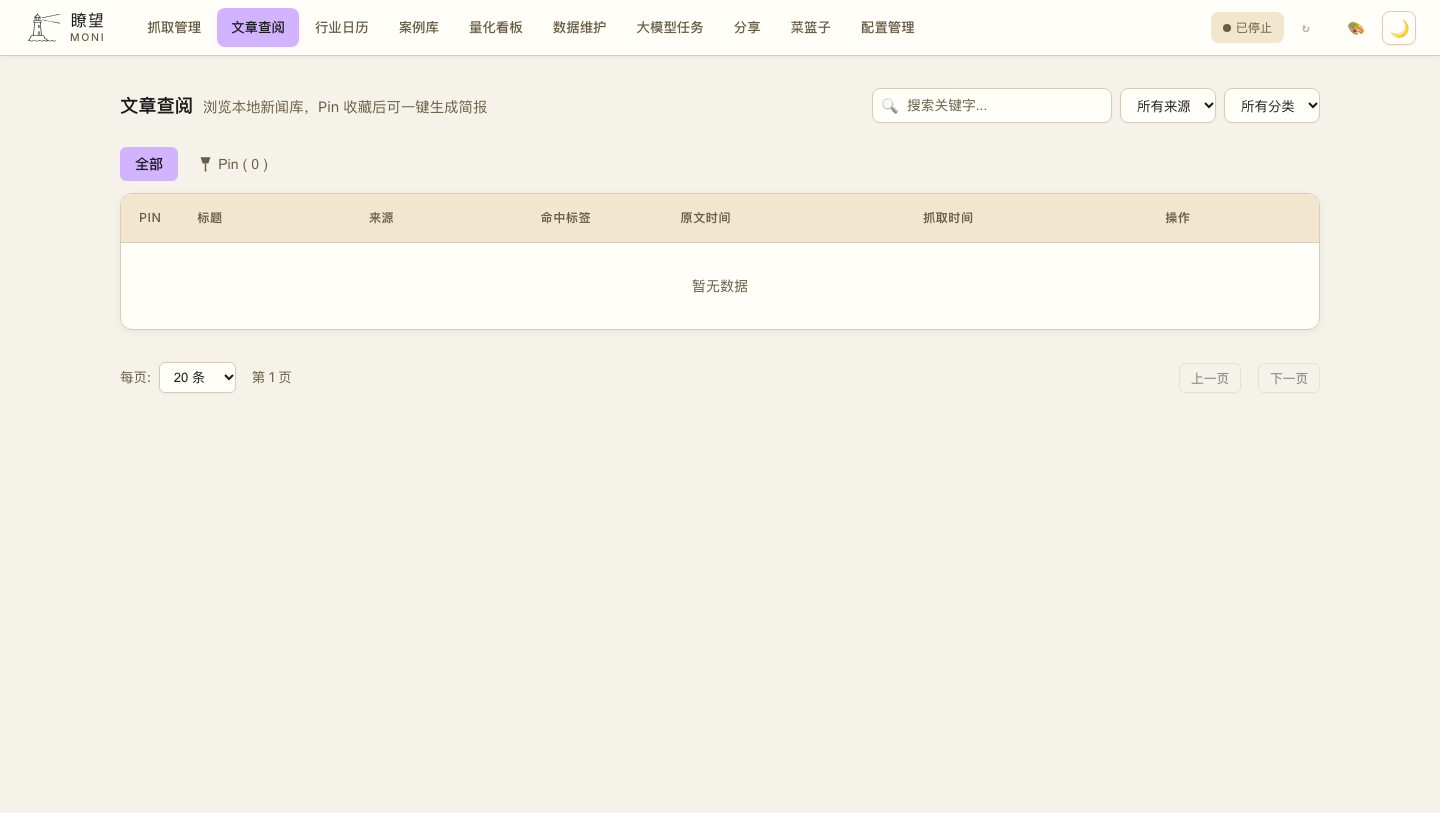 瞭望
MONI
抓取管理 文章查阅 行业日历 案例库 量化看板 数据维护 大模型任务 分享 菜篮子 配置管理 已停止
文章查阅 浏览本地新闻库，Pin 收藏后可一键生成简报 搜索关键字... 所有来源 所有分类
全部 Pin ( 0 )
PIN 标题 来源 命中标签 原文时间 抓取时间 操作
暂无数据
每页: 20 条 第 1 页 上一页 下一页